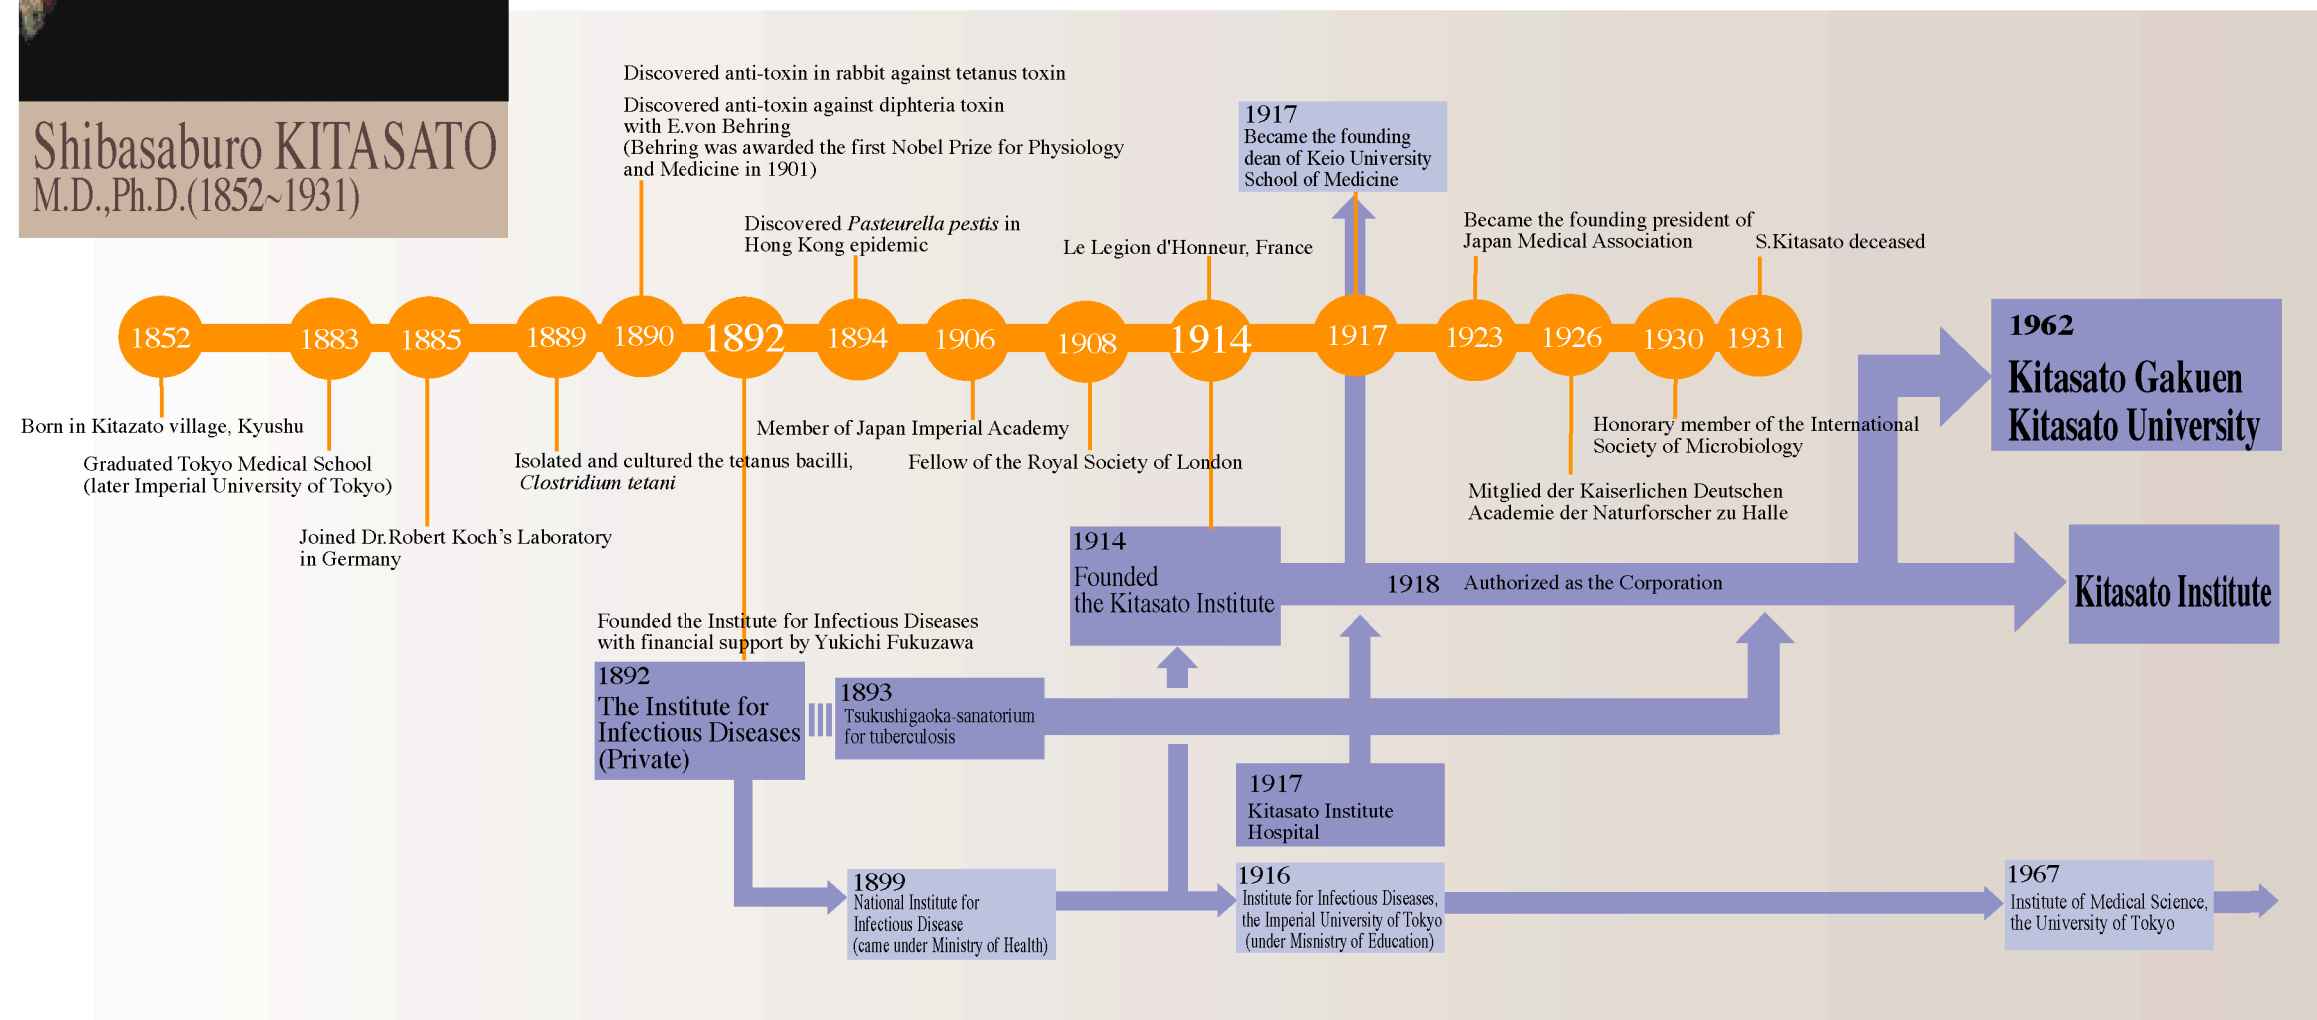 Shibasaburo KITASATO
M.D.,Ph.D.(1852~1931)
Discovered anti-toxin in rabbit against tetanus toxin
Discovered anti-toxin against diphteria toxin
with E.von Behring
(Behring was awarded the first Nobel Prize for Physiology
and Medicine in 1901)
Discovered Pasteurella pestis in
Hong Kong epidemic
Le Legion d'Honneur, France
1917
Became the founding
dean of Keio University
School of Medicine
Became the founding president of
Japan Medical Association
S.Kitasato deceased
1852
1883
1885
1889
1890
1892
1894
1906
1908
1914
1917
1923
1926
1930
1931
Born in Kitazato village, Kyushu
Graduated Tokyo Medical School
(later Imperial University of Tokyo)
Joined Dr.Robert Koch's Laboratory
in Germany
Isolated and cultured the tetanus bacilli,
Clostridium tetani
Member of Japan Imperial Academy
Fellow of the Royal Society of London
Mitglied der Kaiserlichen Deutschen
Academie der Naturforscher zu Halle
Honorary member of the International
Society of Microbiology
1962
Kitasato Gakuen
Kitasato University
1914
Founded
the Kitasato Institute
1918 Authorized as the Corporation
Kitasato Institute
Founded the Institute for Infectious Diseases
with financial support by Yukichi Fukuzawa
1892
The Institute for
Infectious Diseases
(Private)
1893
Tsukushigaoka-sanatorium
for tuberculosis
1917
Kitasato Institute
Hospital
1899
National Institute for
Infectious Disease
(came under Ministry of Health)
1916
Institute for Infectious Diseases,
the Imperial University of Tokyo
(under Misnistry of Education)
1967
Institute of Medical Science,
the University of Tokyo